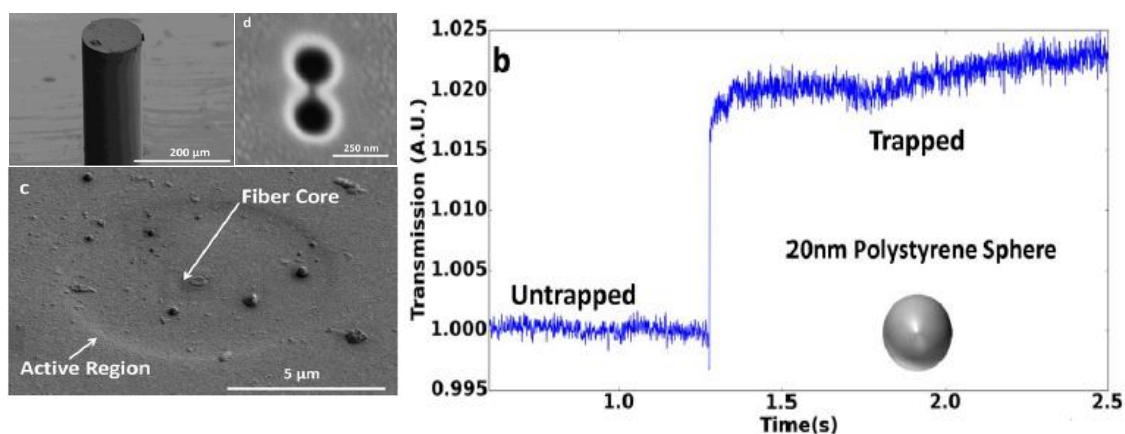 200 μm
d
250 nm
c
Fiber Core
Active Region
5 μm
b
Transmission (A.U.)
1.025
1.020
1.015
1.010
1.005
1.000
0.995
Trapped
20nm Polystyrene Sphere
Untrapped
1.0
1.5
2.0
2.5
Time(s)